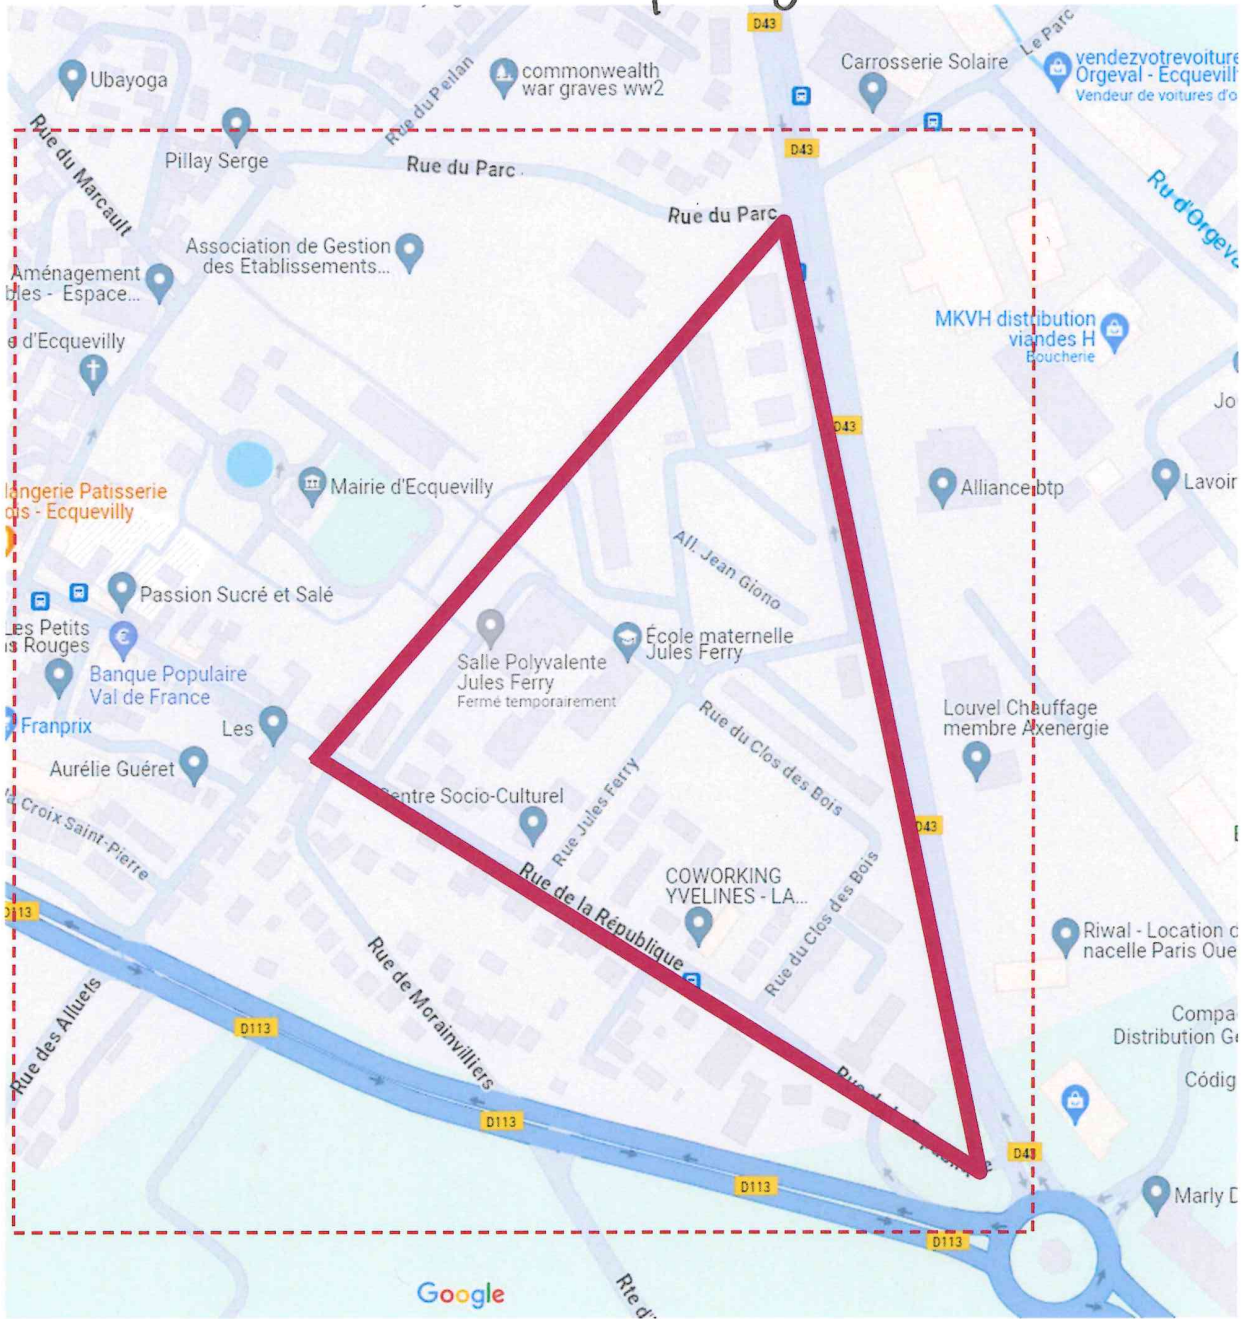 D43
Ubayoga
Rue du Peilan
commonwealth
war graves ww2
Carrosserie Solaire
Le Parc
vendezvotrevoiture
Orgeval - Ecquevill
Vendeur de voitures d'o
Rue du Marcault
Pillay Serge
Rue du Parc
D43
Rue du Parc
Ru d'Orgeva
Association de Gestion
des Etablissements...
Aménagement
bles - Espace...
MKVH distribution
viandes H
Boucherie
e d'Ecquevilly
Jo
D43
Mairie d'Ecquevilly
Alliance btp
Lavoir
langerie Patisserie
ois - Ecquevilly
All. Jean Giono
Passion Sucré et Salé
Les Petits
ns Rouges
Banque Populaire
Val de France
École maternelle
Jules Ferry
Salle Polyvalente
Jules Ferry
Fermé temporairement
Franprix
Les
Rue du Clos des Bois
Louvel Chauffage
membre Axenergie
Aurélie Guéret
Centre Socio-Culturel
Rue Jules Ferry
la Croix Saint-Pierre
D43
COWORKING
YVELINES - LA...
Rue de la République
Rue du Clos des Bois
D113
Riwal - Location d
nacelle Paris Oue
Rue de Morainvilliers
Rue des Alluets
D113
Compa
Distribution Ge
Códig
D113
D43
D113
Marly D
D113
Google
Rte d'